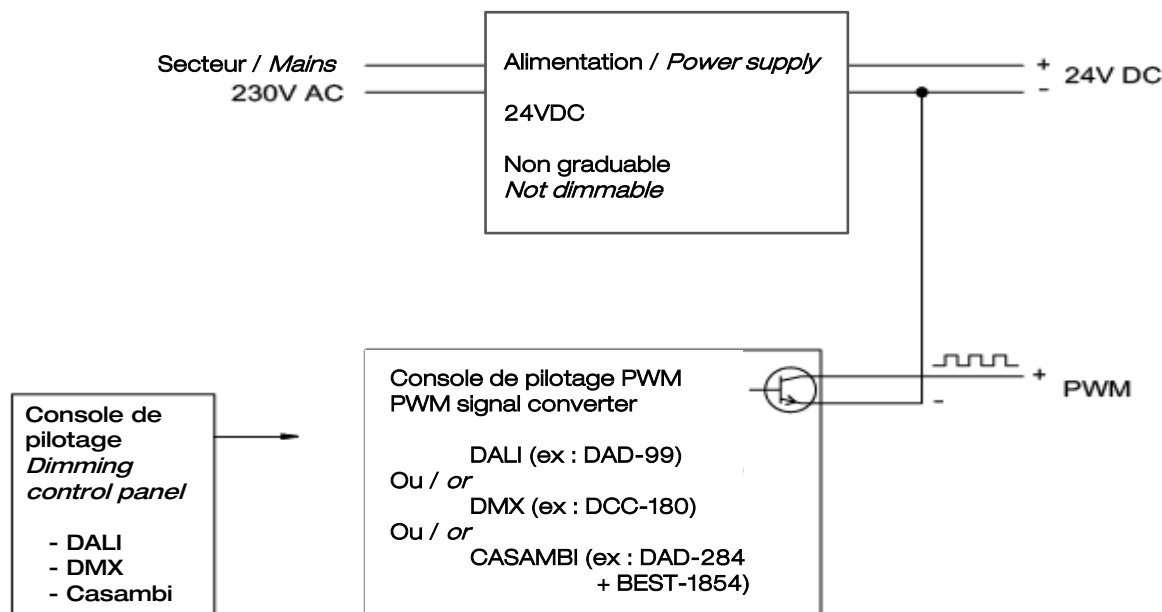 Secteur / Mains
230V AC
Alimentation / Power supply
24VDC
Non graduable
Not dimmable
+
-
24V DC
Console de
pilotage
Dimming
control panel
- DALI
- DMX
- Casambi
Console de pilotage PWM
PWM signal converter
DALI (ex : DAD-99)
Ou / or
DMX (ex : DCC-180)
Ou / or
CASAMBI (ex : DAD-284
+ BEST-1854)
+
-
PWM